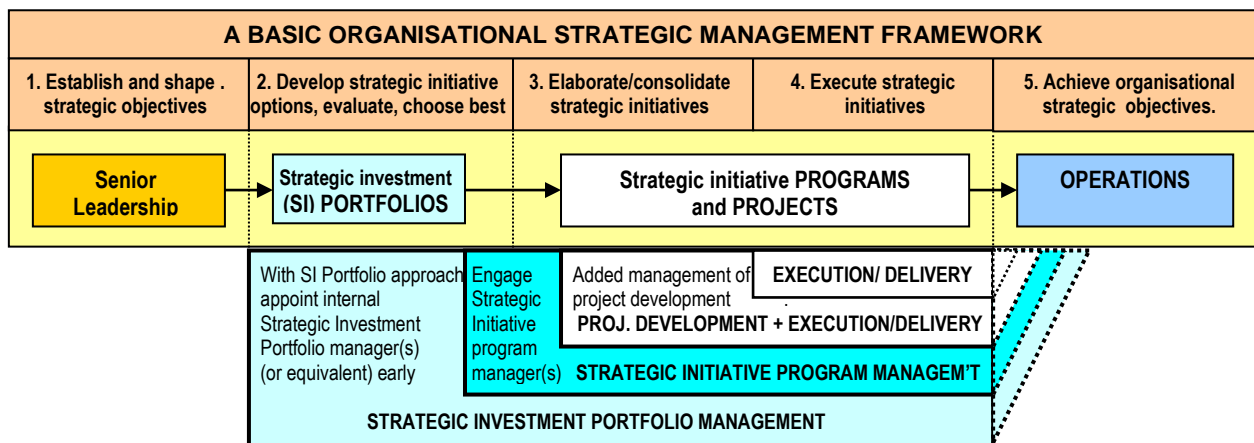 A BASIC ORGANISATIONAL STRATEGIC MANAGEMENT FRAMEWORK
1. Establish and shape .
strategic objectives
2. Develop strategic initiative
options, evaluate, choose best
3. Elaborate/consolidate
strategic initiatives
4. Execute strategic
initiatives
5. Achieve organisational
strategic objectives.
Senior
Leadership
Strategic investment
(SI) PORTFOLIOS
Strategic initiative PROGRAMS
and PROJECTS
OPERATIONS
With SI Portfolio approach
appoint internal
Strategic Investment
Portfolio manager(s)
(or equivalent) early
Engage
Strategic
Initiative
program
manager(s)
Added management of
project development .
EXECUTION/ DELIVERY
PROJ. DEVELOPMENT + EXECUTION/DELIVERY
STRATEGIC INITIATIVE PROGRAM MANAGEM'T
STRATEGIC INVESTMENT PORTFOLIO MANAGEMENT